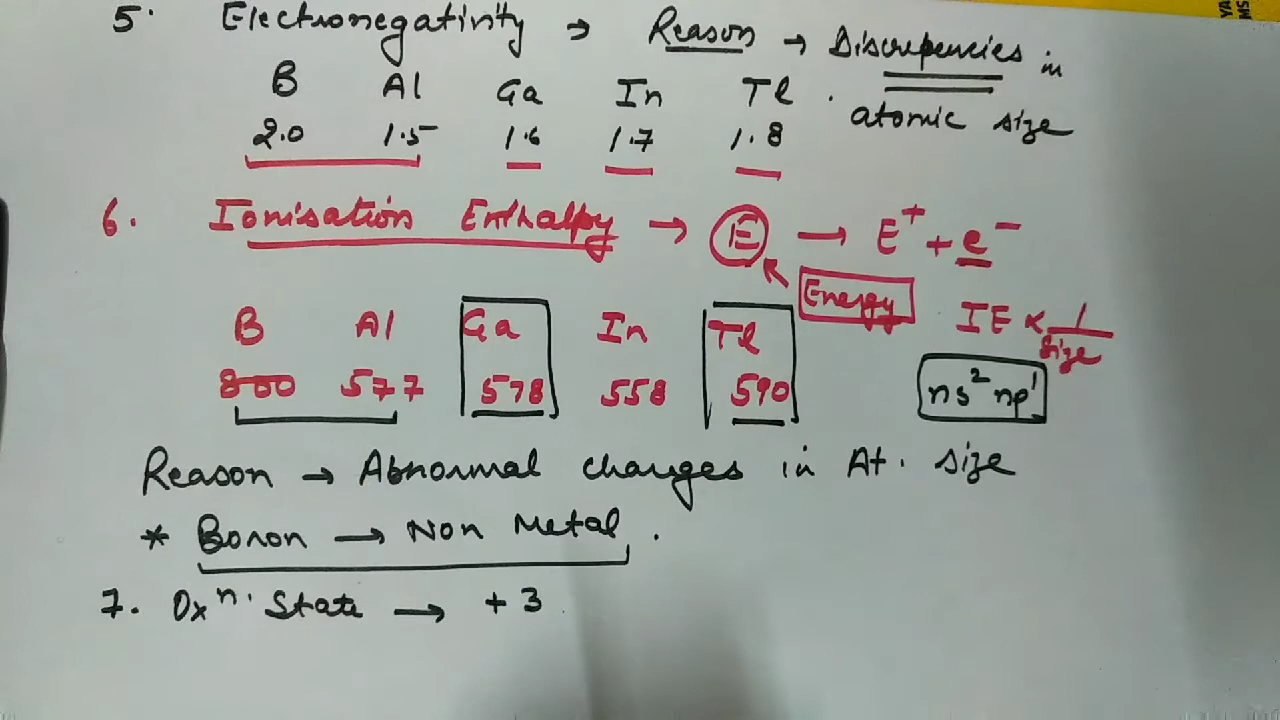 5. Electronegativity → Reason → Discrepencies in atomic size
B Al Ga In Tl .
2.0 1.5 1.6 1.7 1.8
6. Ionisation Enthalpy → E → E⁺ + e⁻
Energy
IE ∝ 1/size
B Al Ga In Tl
800 577 578 558 590
ns² np¹
Reason → Abnormal changes in At. size
* Boron → Non Metal .
7. Oxⁿ. State → +3